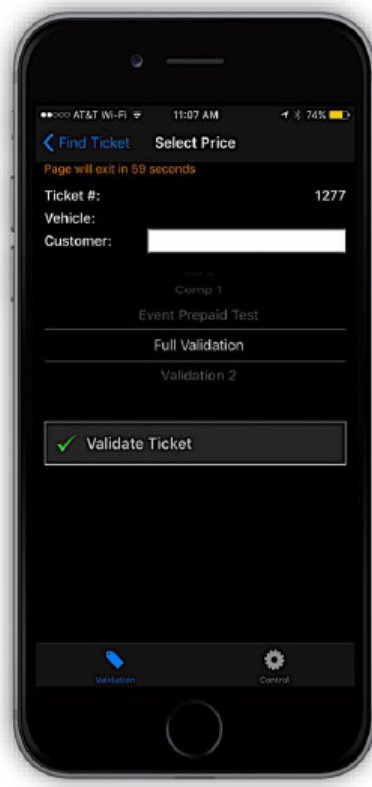 AT&T Wi-Fi 11:07 AM 74%
Find Ticket Select Price
Page will exit in 59 seconds
Ticket #: 1277
Vehicle:
Customer:
Comp 1
Event Prepaid Test
Full Validation
Validation 2
Validate Ticket
Validation Control